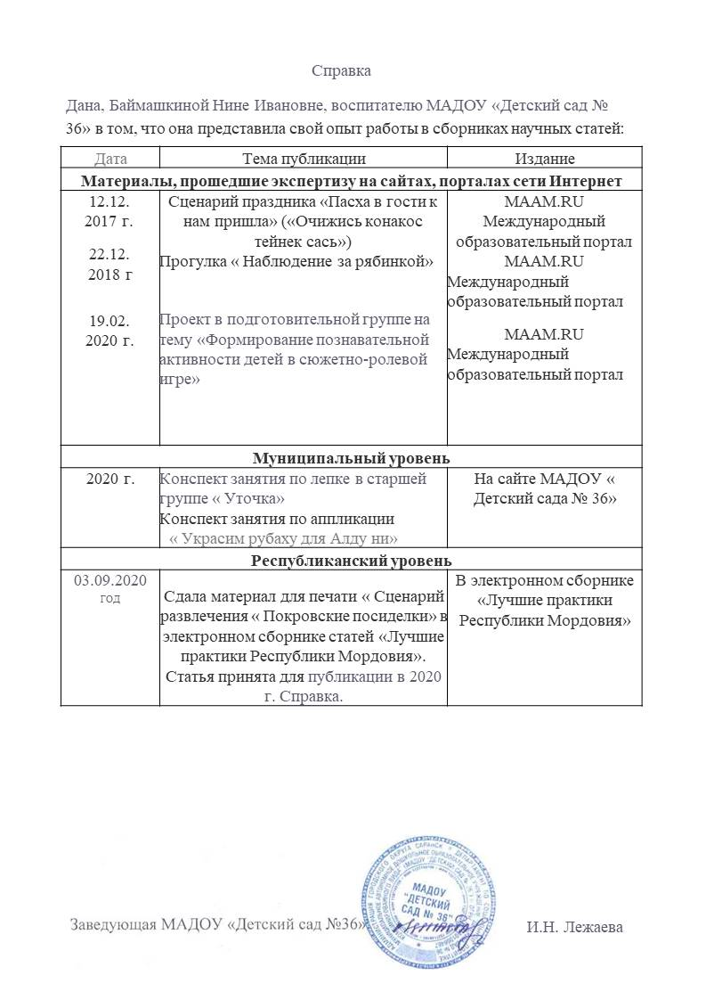 Справка
Дана, Баймашкиной Нине Ивановне, воспитателю МАДОУ «Детский сад №
36» в том, что она представила свой опыт работы в сборниках научных статей:
Дата Тема публикации Издание
Материалы, прошедшие экспертизу на сайтах, порталах сети Интернет
12.12.
2017 г.
22.12.
2018 г
19.02.
2020 г.
Сценарий праздника «Пасха в гости к
нам пришла» («Очижись конакос
тейнек сась»)
Прогулка « Наблюдение за рябинкой»
Проект в подготовительной группе на
тему «Формирование познавательной
активности детей в сюжетно-ролевой
игре»
MAAM.RU
Международный
образовательный портал
MAAM.RU
Международный
образовательный портал
MAAM.RU
Международный
образовательный портал
Муниципальный уровень
2020 г.
Конспект занятия по лепке в старшей
группе « Уточка»
Конспект занятия по аппликации
« Украсим рубаху для Алду ни»
На сайте МАДОУ «
Детский сада № 36»
Республиканский уровень
03.09.2020
год
Сдала материал для печати « Сценарий
развлечения « Покровские посиделки» в
электронном сборнике статей «Лучшие
практики Республики Мордовия».
Статья принята для публикации в 2020
г. Справка.
В электронном сборнике
«Лучшие практики
Республики Мордовия»
Заведующая МАДОУ «Детский сад №36»
МАДОУ
"ДЕТСКИЙ
САД № 36"
И.Н. Лежаева